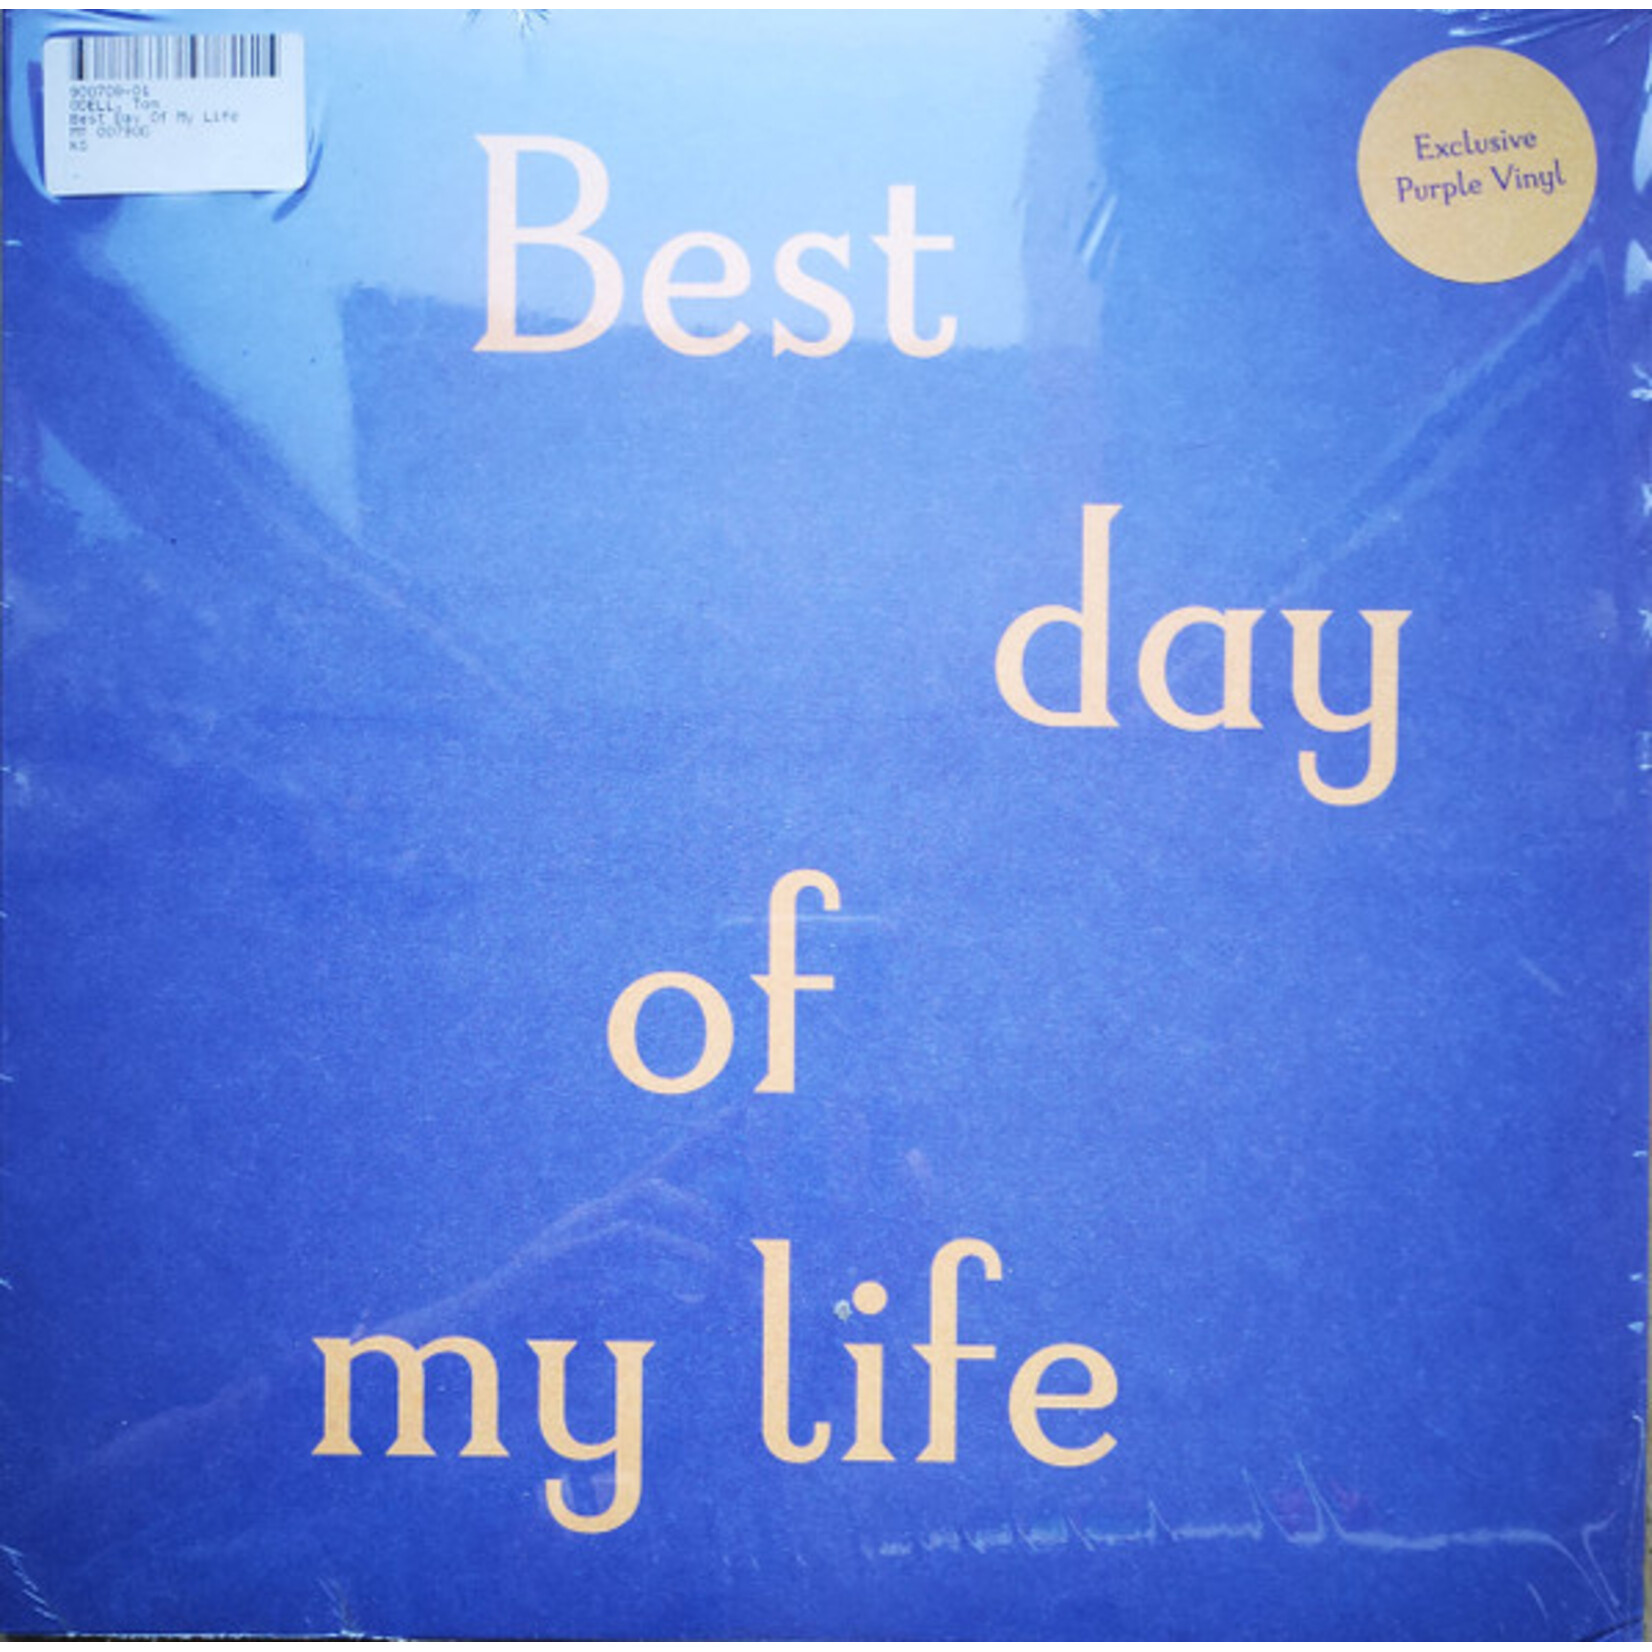 ODELL, Tom
Best Day Of My Life
Exclusive
Purple Vinyl
Best
day
of
my life